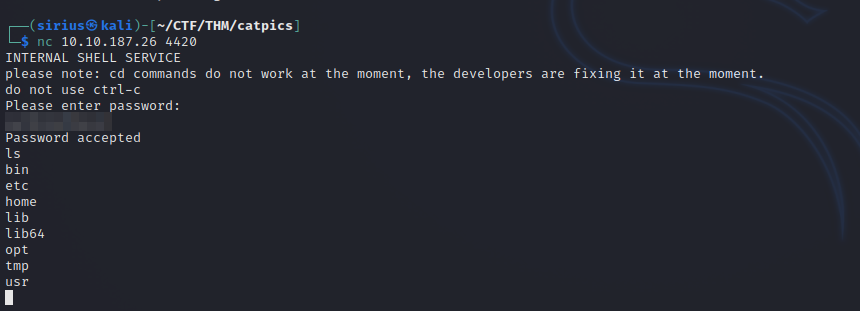 ┌──(sirius㉿kali)-[~/CTF/THM/catpics]
└─$ nc 10.10.187.26 4420
INTERNAL SHELL SERVICE
please note: cd commands do not work at the moment, the developers are fixing it at the moment.
do not use ctrl-c
Please enter password:
Password accepted
ls
bin
etc
home
lib
lib64
opt
tmp
usr